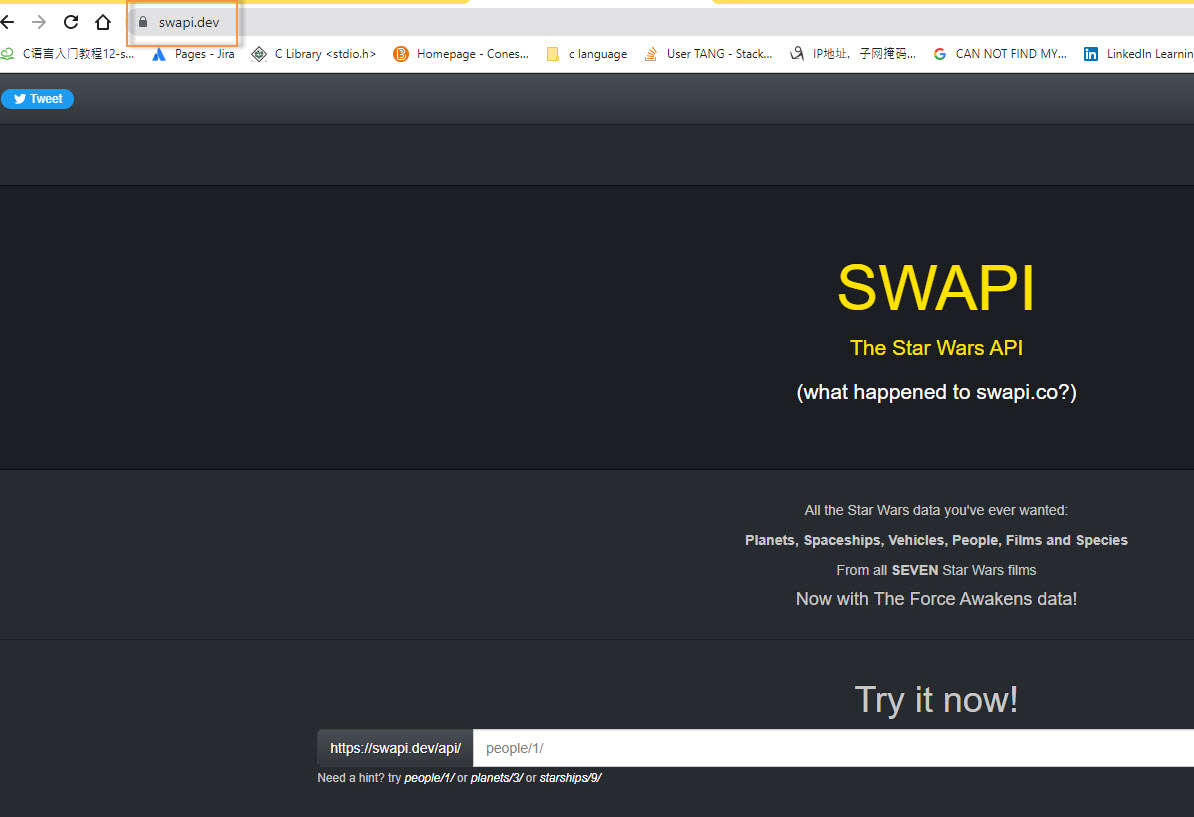 swapi.dev
C语言入门教程12-s... Pages - Jira C Library <stdio.h> Homepage - Cones... c language User TANG - Stack... IP地址，子网掩码... CAN NOT FIND MY... LinkedIn Learnin
Tweet
SWAPI
The Star Wars API
(what happened to swapi.co?)
All the Star Wars data you've ever wanted:
Planets, Spaceships, Vehicles, People, Films and Species
From all SEVEN Star Wars films
Now with The Force Awakens data!
Try it now!
https://swapi.dev/api/ people/1/
Need a hint? try people/1/ or planets/3/ or starships/9/